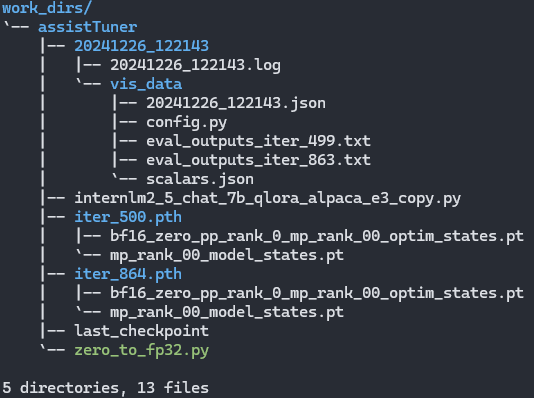 work_dirs/
`-- assistTuner
    |-- 20241226_122143
    |   |-- 20241226_122143.log
    |   `-- vis_data
    |       |-- 20241226_122143.json
    |       |-- config.py
    |       |-- eval_outputs_iter_499.txt
    |       |-- eval_outputs_iter_863.txt
    |       `-- scalars.json
    |-- internlm2_5_chat_7b_qlora_alpaca_e3_copy.py
    |-- iter_500.pth
    |   |-- bf16_zero_pp_rank_0_mp_rank_00_optim_states.pt
    |   `-- mp_rank_00_model_states.pt
    |-- iter_864.pth
    |   |-- bf16_zero_pp_rank_0_mp_rank_00_optim_states.pt
    |   `-- mp_rank_00_model_states.pt
    |-- last_checkpoint
    `-- zero_to_fp32.py

5 directories, 13 files